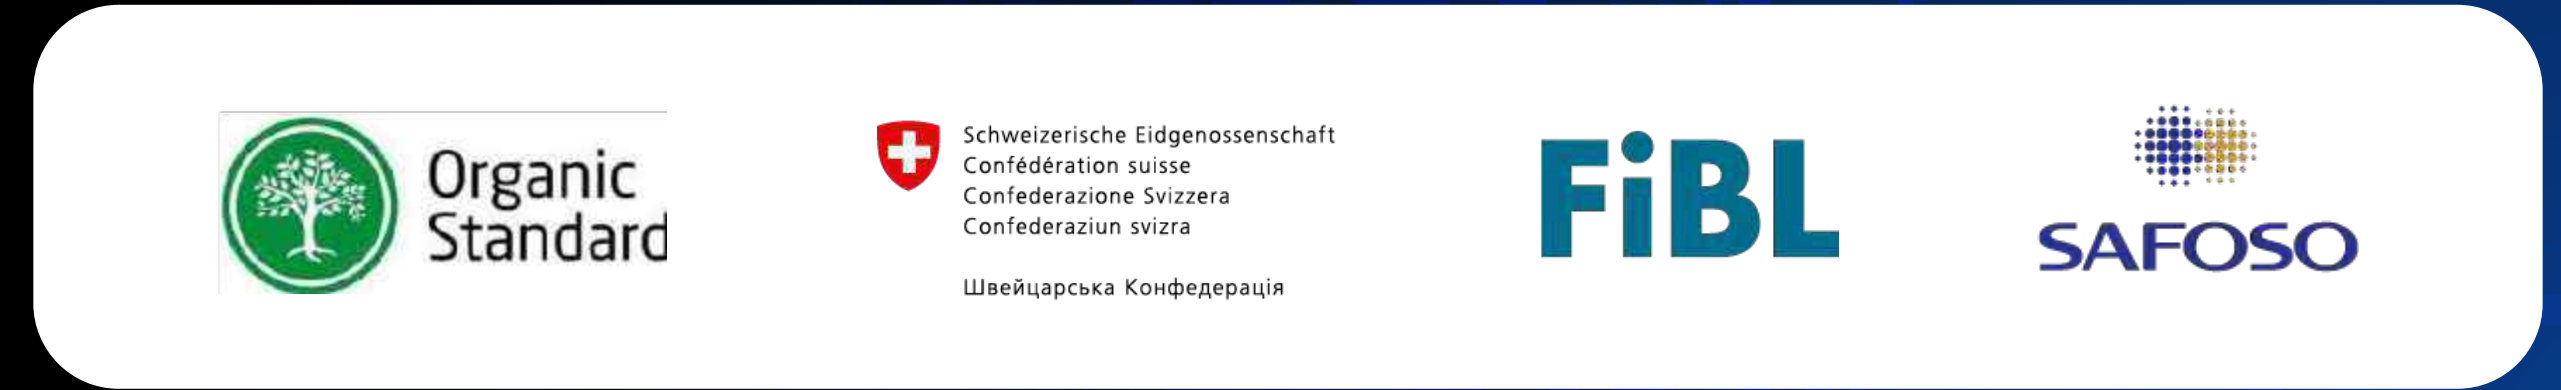 Organic
Standard
Schweizerische Eidgenossenschaft
Confédération suisse
Confederazione Svizzera
Confederaziun svizra
Швейцарська Конфедерація
FiBL
SAFOSO